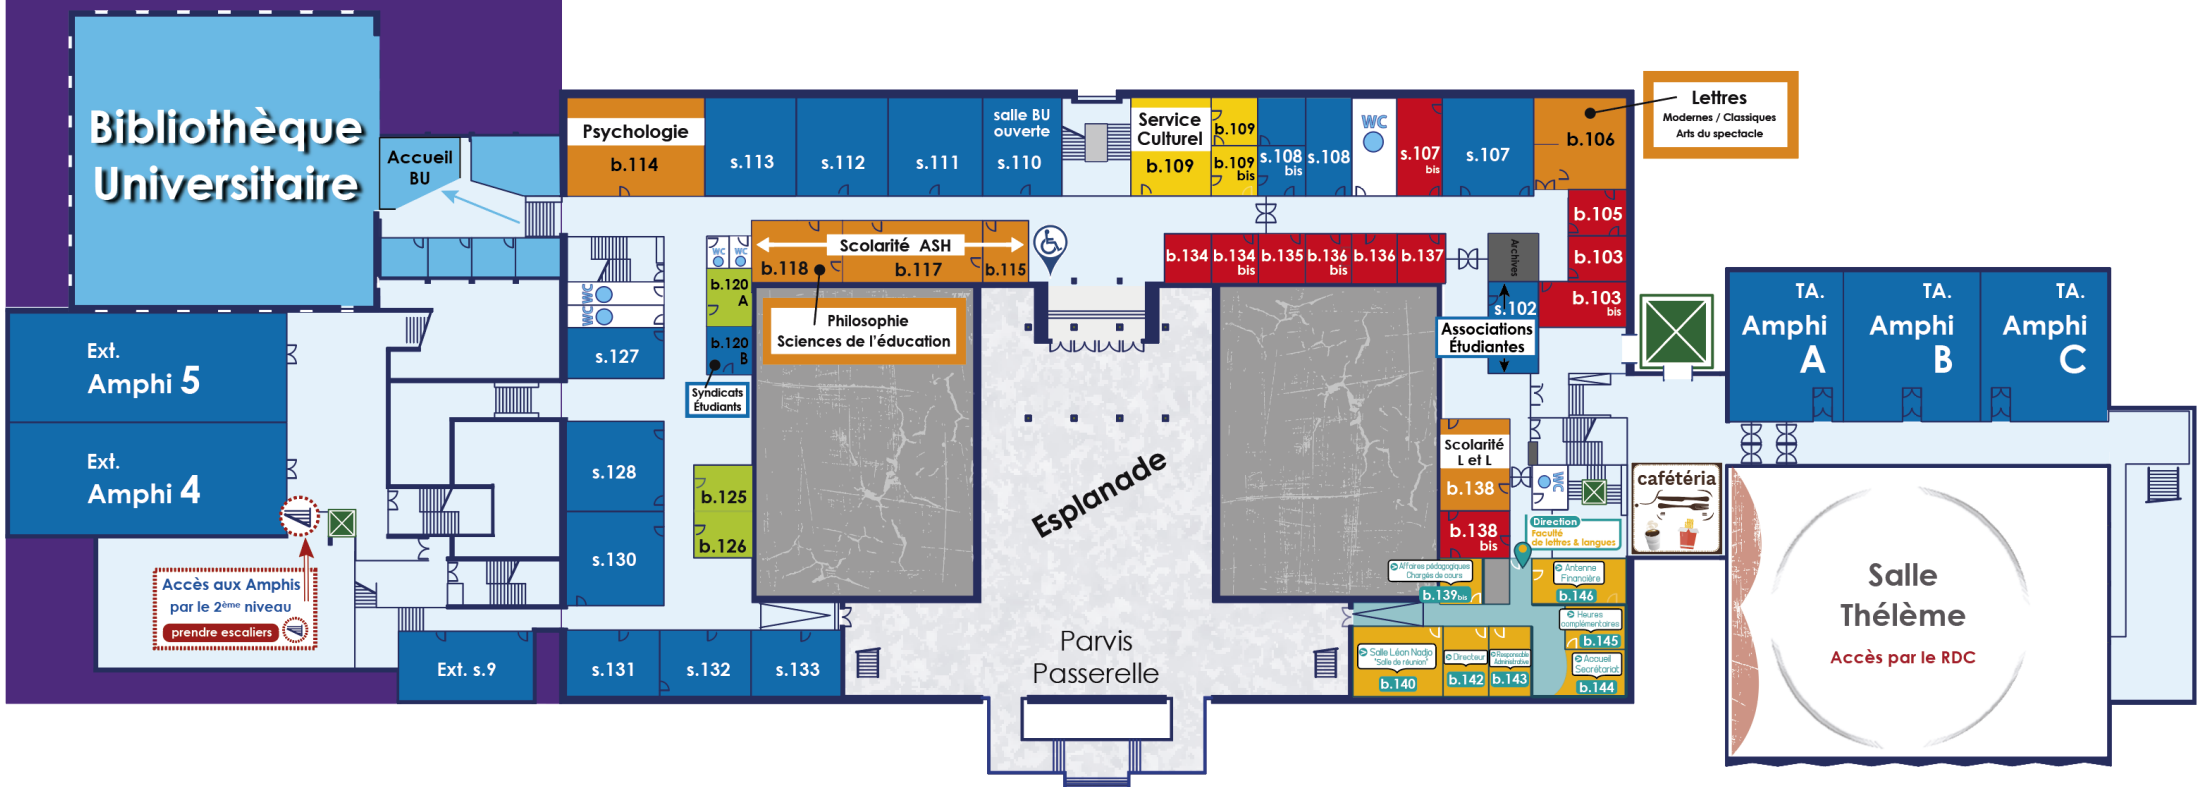 Bibliothèque
Universitaire
Accueil
BU
Psychologie
b.114
s.113
s.112
s.111
salle BU
ouverte
s.110
Service
Culturel
b.109
b.109
b.109
bis
s.108
bis
s.108
WC
s.107
bis
s.107
b.106
Lettres
Modernes / Classiques
Arts du spectacle
b.105
b.103
b.103
bis
WC
WC
Scolarité ASH
b.118
b.117
b.115
b.134
b.134
bis
b.135
b.136
bis
b.136
b.137
Archives
s.102
Associations
Étudiantes
b.120
A
b.120
B
Syndicats
Étudiants
Philosophie
Sciences de l'éducation
WC
WC
s.127
s.128
s.130
b.125
b.126
s.131
s.132
s.133
Ext.
Amphi 5
Ext.
Amphi 4
Accès aux Amphis
par le 2ème niveau
prendre escaliers
Ext. s.9
Esplanade
Parvis
Passerelle
Scolarité
L et L
b.138
b.138
bis
WC
Direction
Faculté
de lettres & langues
Affaires pédagogiques
Chargés de cours
b.139bis
Antenne
Financière
b.146
Heures
complémentaires
b.145
Accueil
Secrétariat
b.144
Salle Léon Nadjo
"Salle de réunion"
b.140
Directeur
b.142
Responsable
Administrative
b.143
cafétéria
TA.
Amphi
A
TA.
Amphi
B
TA.
Amphi
C
Salle
Thélème
Accès par le RDC